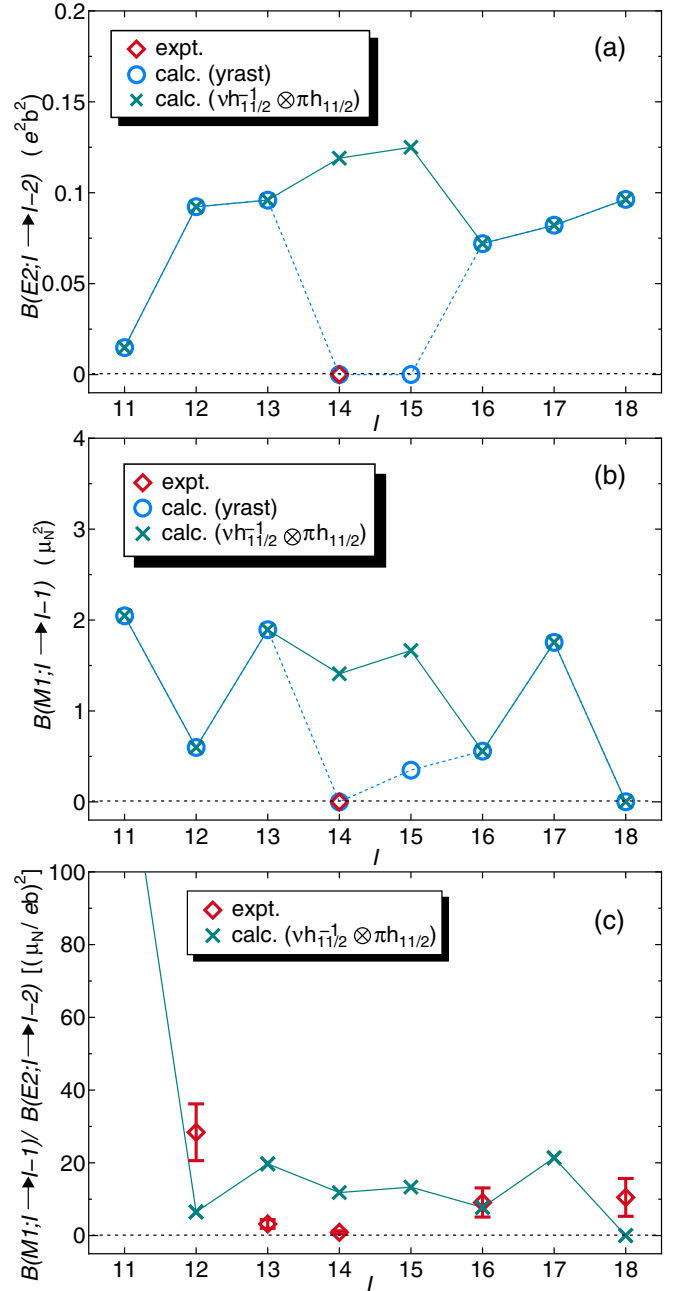 0.2
0.15
0.1
0.05
0
B(E2;I → I−2) ( e²b² )
(a)
expt.
calc. (yrast)
calc. (νh₁₁/₂⁻¹ ⊗ πh₁₁/₂)
11 12 13 14 15 16 17 18
I
4
3
2
1
0
B(M1;I → I−1) ( μ_N² )
(b)
expt.
calc. (yrast)
calc. (νh₁₁/₂⁻¹ ⊗ πh₁₁/₂)
11 12 13 14 15 16 17 18
I
100
80
60
40
20
0
B(M1;I → I−1)/ B(E2;I → I−2) [( μ_N/ eb)²]
(c)
expt.
calc. (νh₁₁/₂⁻¹ ⊗ πh₁₁/₂)
11 12 13 14 15 16 17 18
I